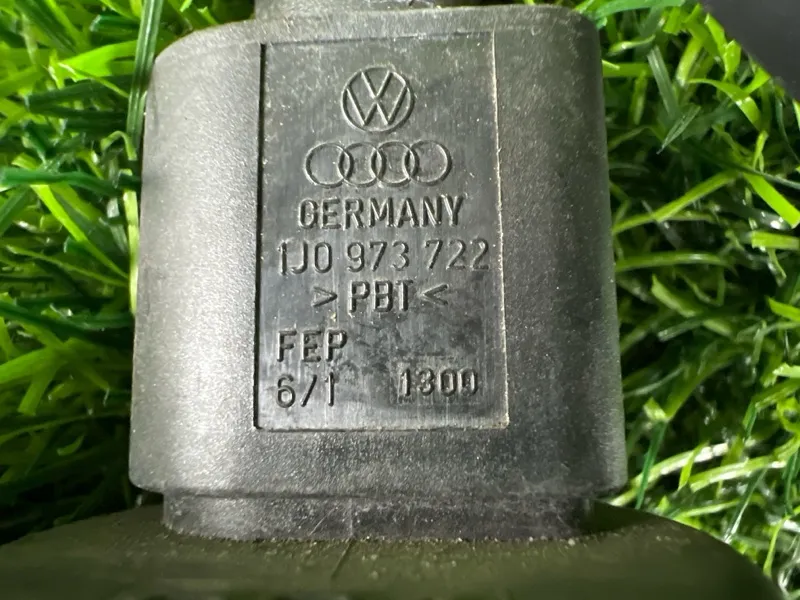 GERMANY
1J0 973 722
>PBT<
FEP
6/1 1300